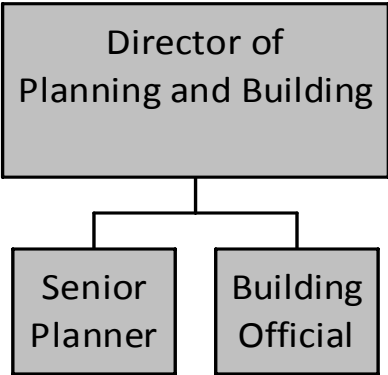 Director of
Planning and Building
Senior
Planner
Building
Official